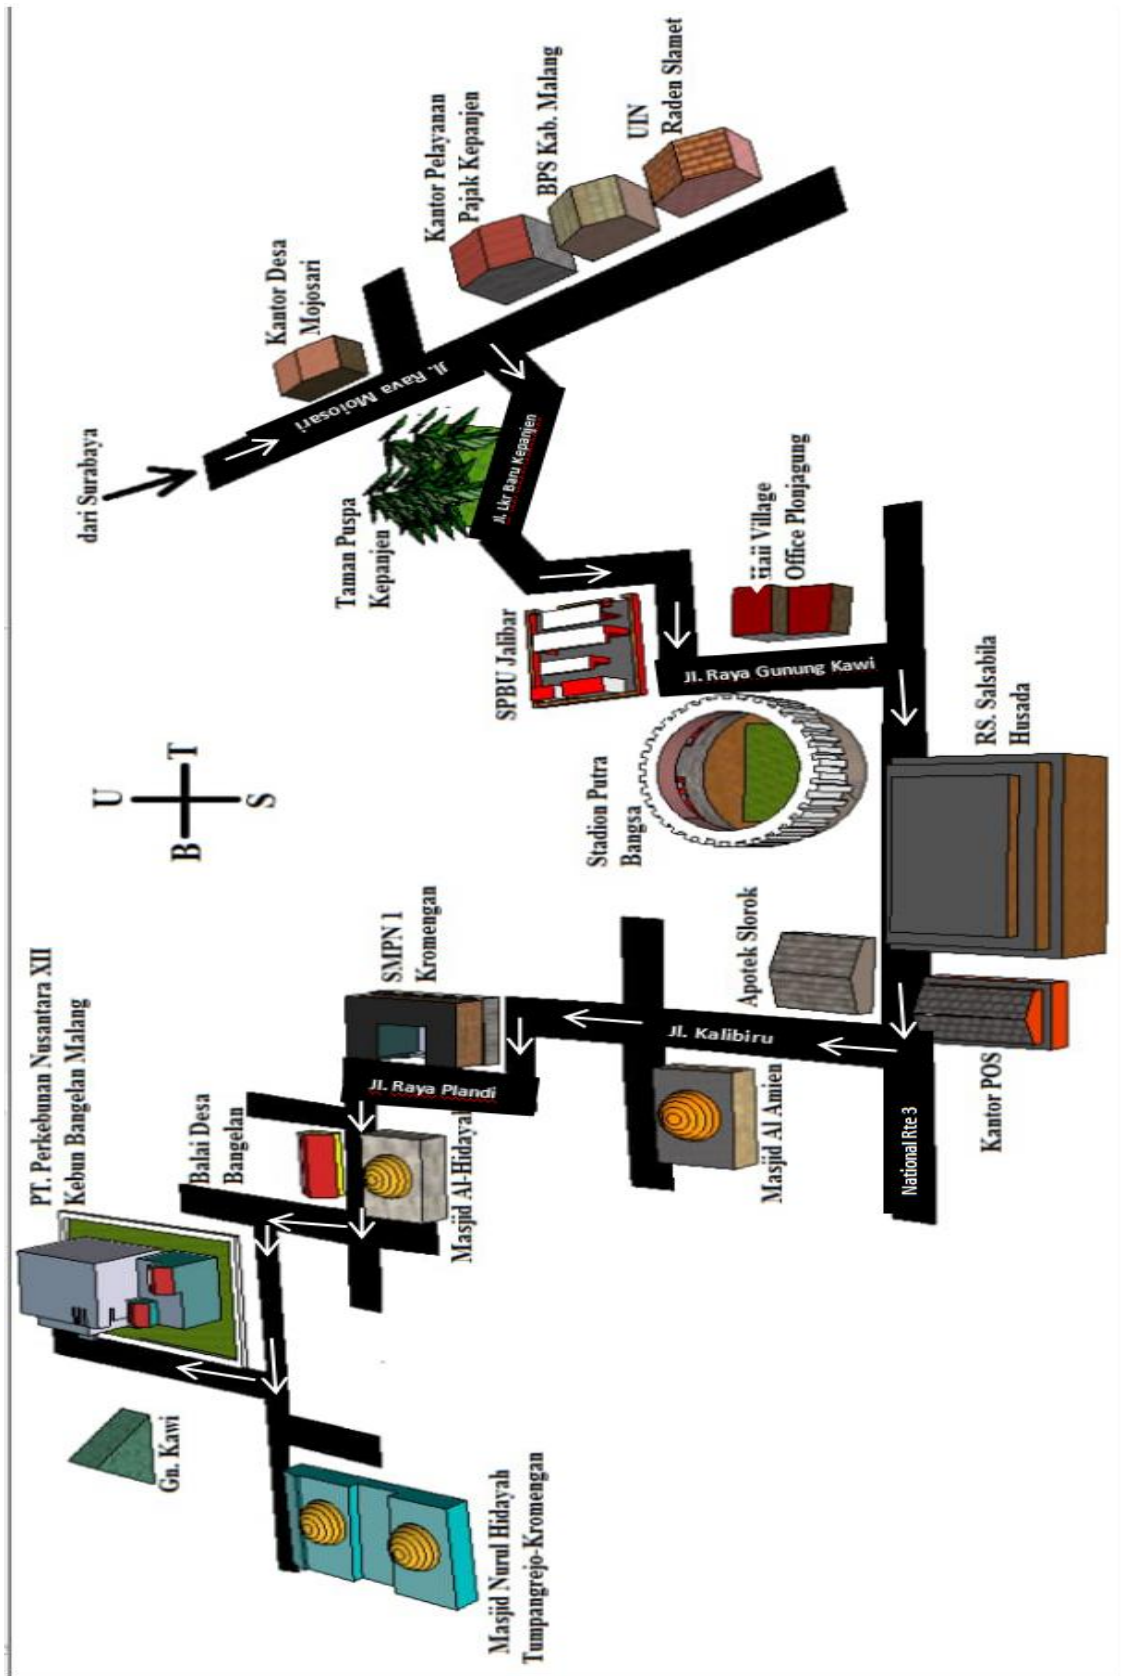 PT. Perkebunan Nusantara XII
Kebun Bangelan Malang
Gn. Kawi
Balai Desa
Bangelan
U
B
T
S
dari Surabaya
Kantor Desa
Mojosari
Jl. Raya Mojosari
Kantor Pelayanan
Pajak Kepanjen
BPS Kab. Malang
UIN
Raden Slamet
Taman Puspa
Kepanjen
Jl. Lkr Baru Kepanjen
SMPN 1
Kromengan
Jl. Raya Plandi
Masjid Al-Hidayah
Masjid Nurul Hidayah
Tumpangrejo-Kromengan
SPBU Jalibar
Stadion Putra
Bangsa
Haji Village
Office Plonjagung
Jl. Raya Gunung Kawi
Apotek Slorok
Jl. Kalibiru
Masjid Al Amien
National Rte 3
Kantor POS
RS. Salsabila
Husada